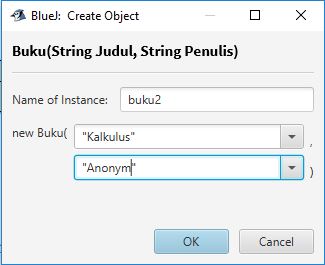 BlueJ: Create Object
Buku(String Judul, String Penulis)
Name of Instance: buku2
new Buku( "Kalkulus" ,
"Anonym" )
OK Cancel